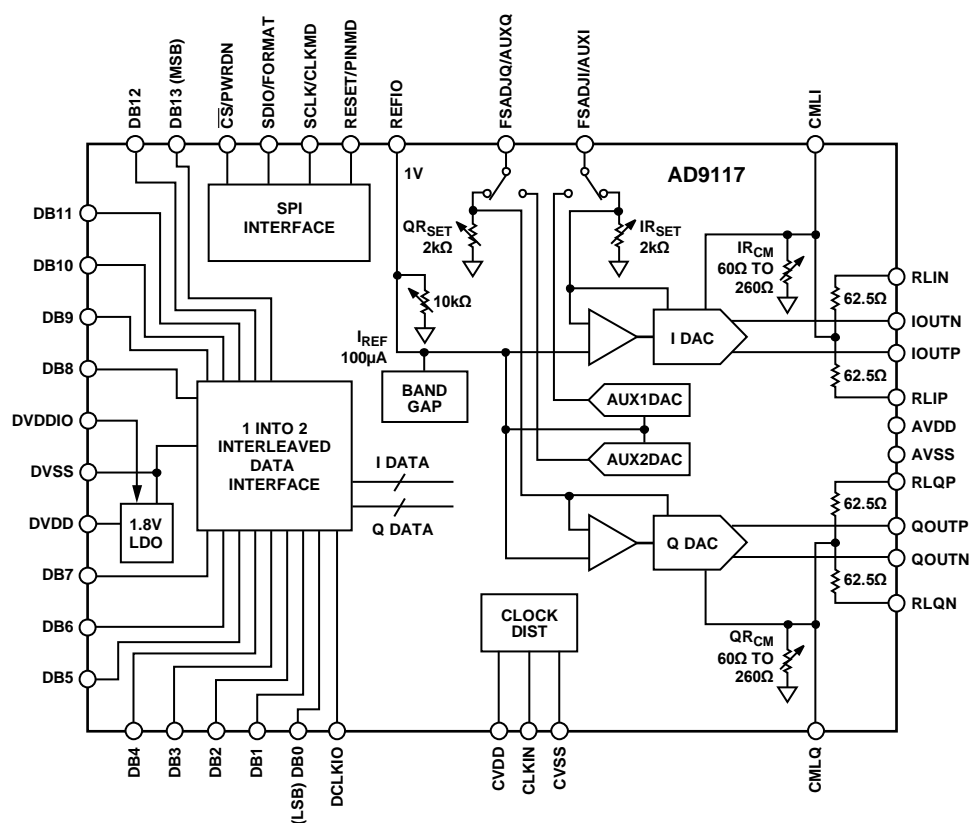 DB12
DB13 (MSB)
CS/PWRDN
SDIO/FORMAT
SCLK/CLKMD
RESET/PINMD
REFIO
FSADJQ/AUXQ
FSADJI/AUXI
CMLI
1V
AD9117
SPI
INTERFACE
DB11
DB10
DB9
DB8
DVDDIO
DVSS
DVDD
DB7
DB6
DB5
QRSET
2kΩ
IRSET
2kΩ
IRCM
60Ω TO
260Ω
10kΩ
IREF
100µA
BAND
GAP
I DAC
62.5Ω
62.5Ω
RLIN
IOUTN
IOUTP
RLIP
AVDD
AVSS
RLQP
QOUTP
QOUTN
RLQN
AUX1DAC
AUX2DAC
1 INTO 2
INTERLEAVED
DATA
INTERFACE
I DATA
Q DATA
1.8V
LDO
Q DAC
62.5Ω
62.5Ω
CLOCK
DIST
QRCM
60Ω TO
260Ω
DB4
DB3
DB2
DB1
(LSB) DB0
DCLKIO
CVDD
CLKIN
CVSS
CMLQ